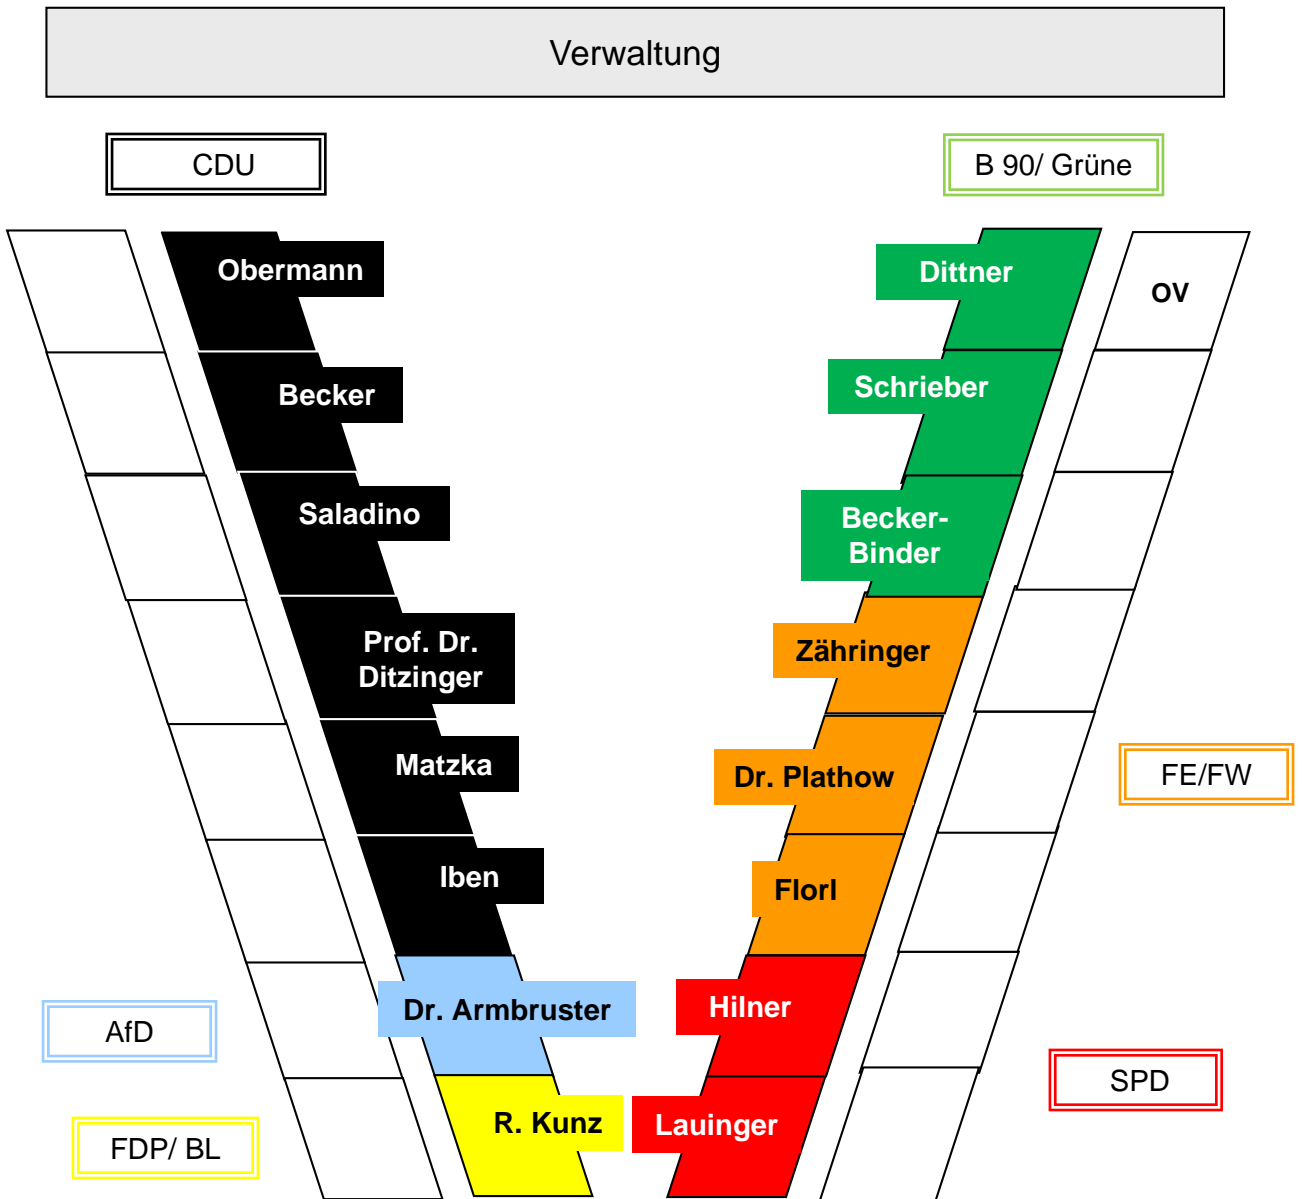 Verwaltung
CDU
B 90/ Grüne
Obermann
Dittner
OV
Becker
Schrieber
Saladino
Becker-
Binder
Prof. Dr.
Ditzinger
Zähringer
Matzka
Dr. Plathow
FE/FW
Iben
Florl
Dr. Armbruster
Hilner
AfD
SPD
R. Kunz
Lauinger
FDP/ BL